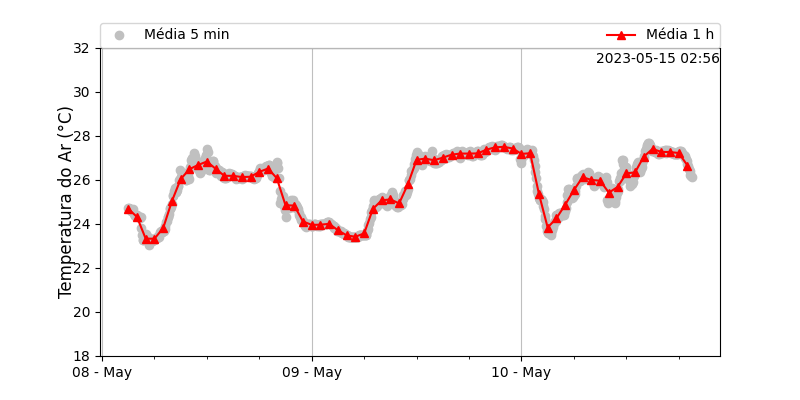 Média 5 min
Média 1 h
2023-05-15 02:56
Temperatura do Ar (°C)
32
30
28
26
24
22
20
18
08 - May
09 - May
10 - May